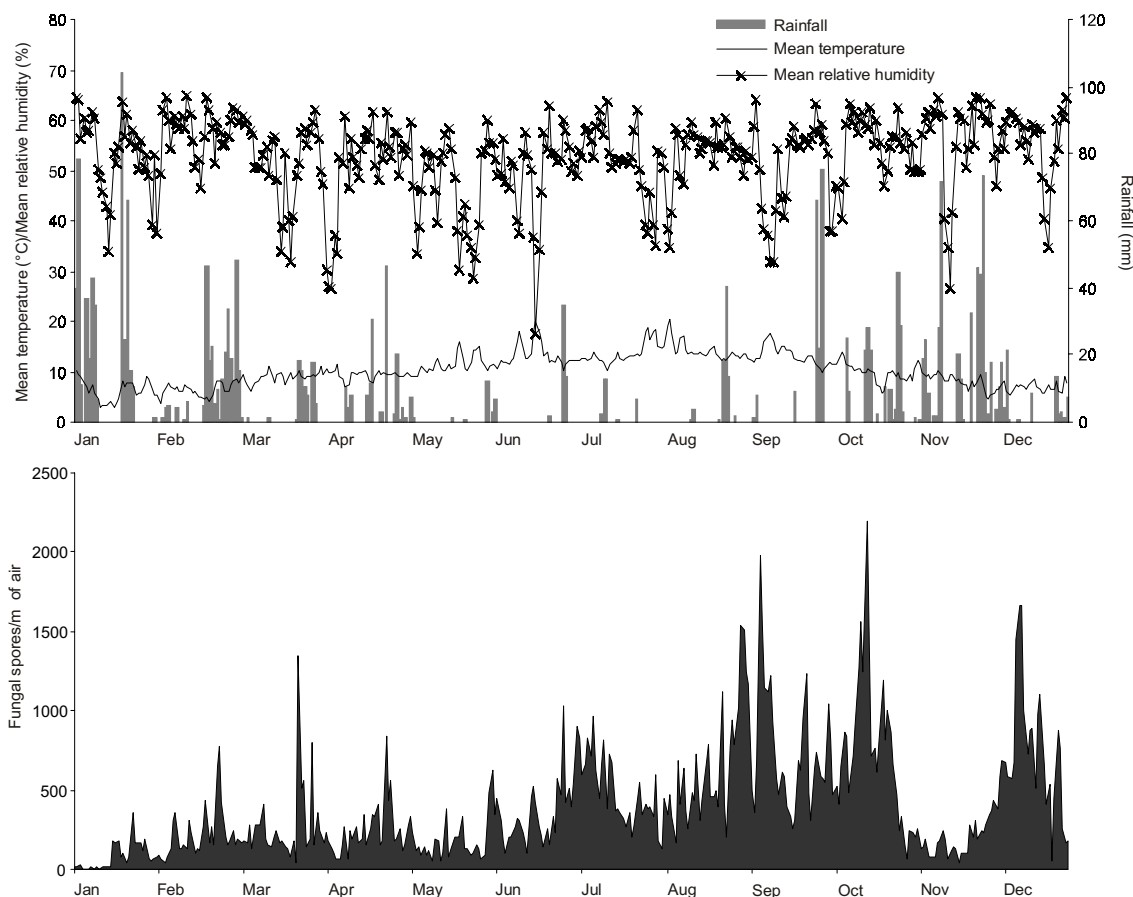 80
70
60
50
40
30
20
10
0
Mean temperature (°C)/Mean relative humidity (%)
Rainfall
Mean temperature
Mean relative humidity
120
100
80
60
40
20
0
Rainfall (mm)
Jan Feb Mar Apr May Jun Jul Aug Sep Oct Nov Dec
2500
2000
1500
1000
500
0
Fungal spores/m of air
Jan Feb Mar Apr May Jun Jul Aug Sep Oct Nov Dec